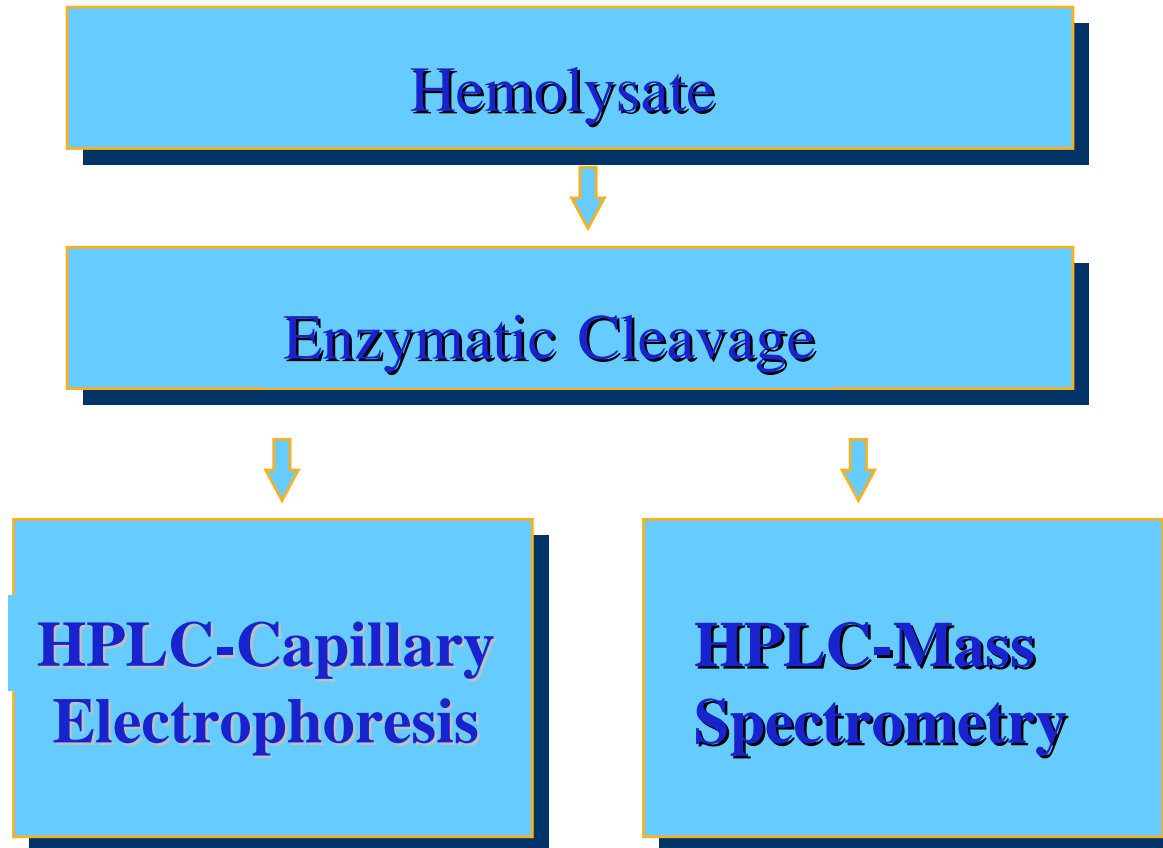 Hemolysate
Enzymatic Cleavage
HPLC-Capillary
Electrophoresis
HPLC-Mass
Spectrometry